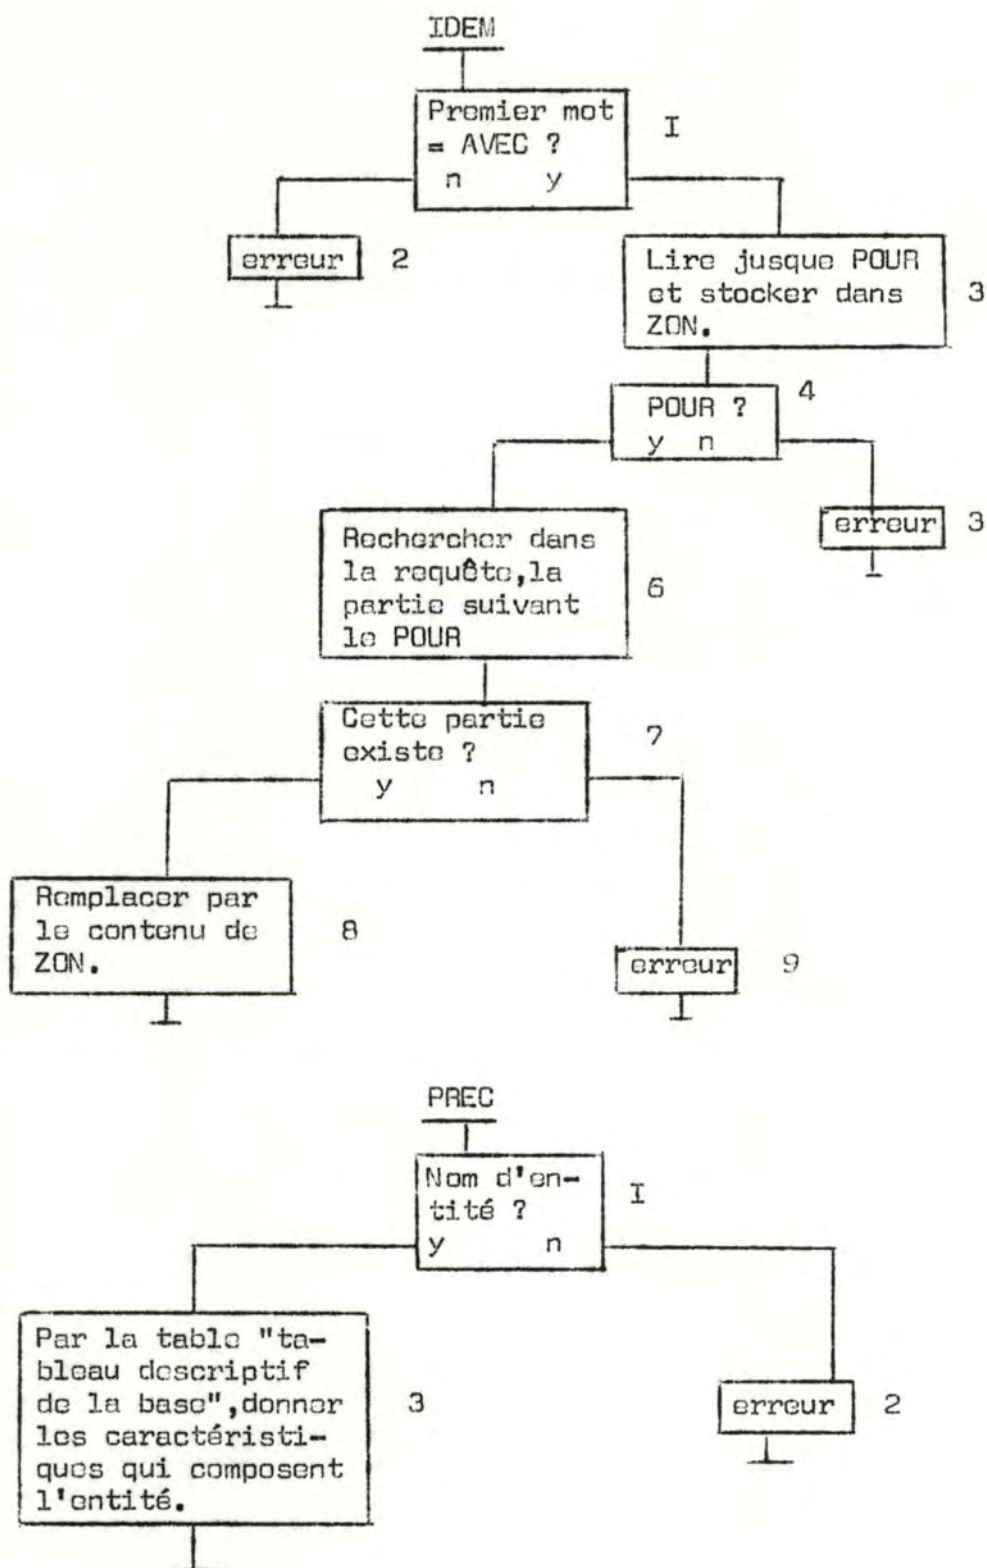 IDEM
Premier mot
= AVEC ?
n y
I
erreur 2
Lire jusque POUR
et stocker dans
ZON.
3
POUR ?
y n
4
erreur 3
Rechercher dans
la requête,la
partie suivant
le POUR
6
Cette partie
existe ?
y n
7
Remplacer par
le contenu de
ZON.
8
erreur 9
PREC
Nom d'en-
tité ?
y n
I
Par la table "ta-
bleau descriptif
de la base",donner
les caractéristi-
ques qui composent
l'entité.
3
erreur 2